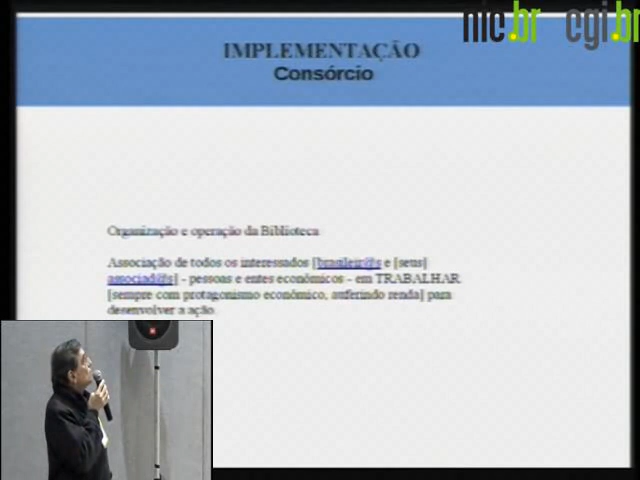 nic.br cgi.br
IMPLEMENTAÇÃO
Consórcio
Organização e operação da Biblioteca
Associação de todos os interessados [brasileir@s e [seus]
associad@s] - pessoas e entes econômicos - em TRABALHAR
[sempre com protagonismo econômico, auferindo renda] para
desenvolver a ação.